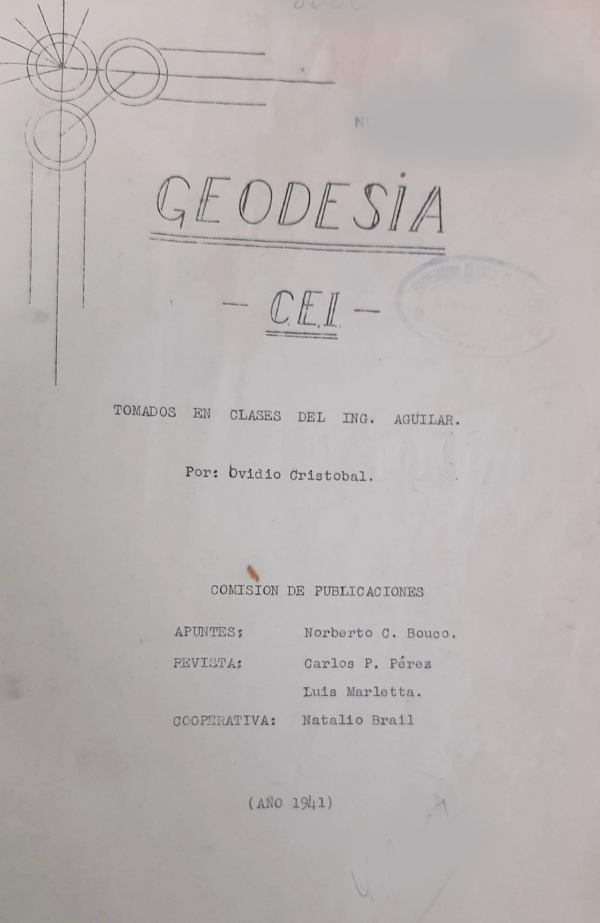 GEODESIA
- C.E.I. -
TOMADOS EN CLASES DEL ING. AGUILAR.
Por: Ovidio Cristobal.
COMISION DE PUBLICACIONES
APUNTES: Norberto C. Bouco.
REVISTA: Carlos P. Pérez
Luis Marletta.
COOPERATIVA: Natalio Brail
(AÑO 1941)